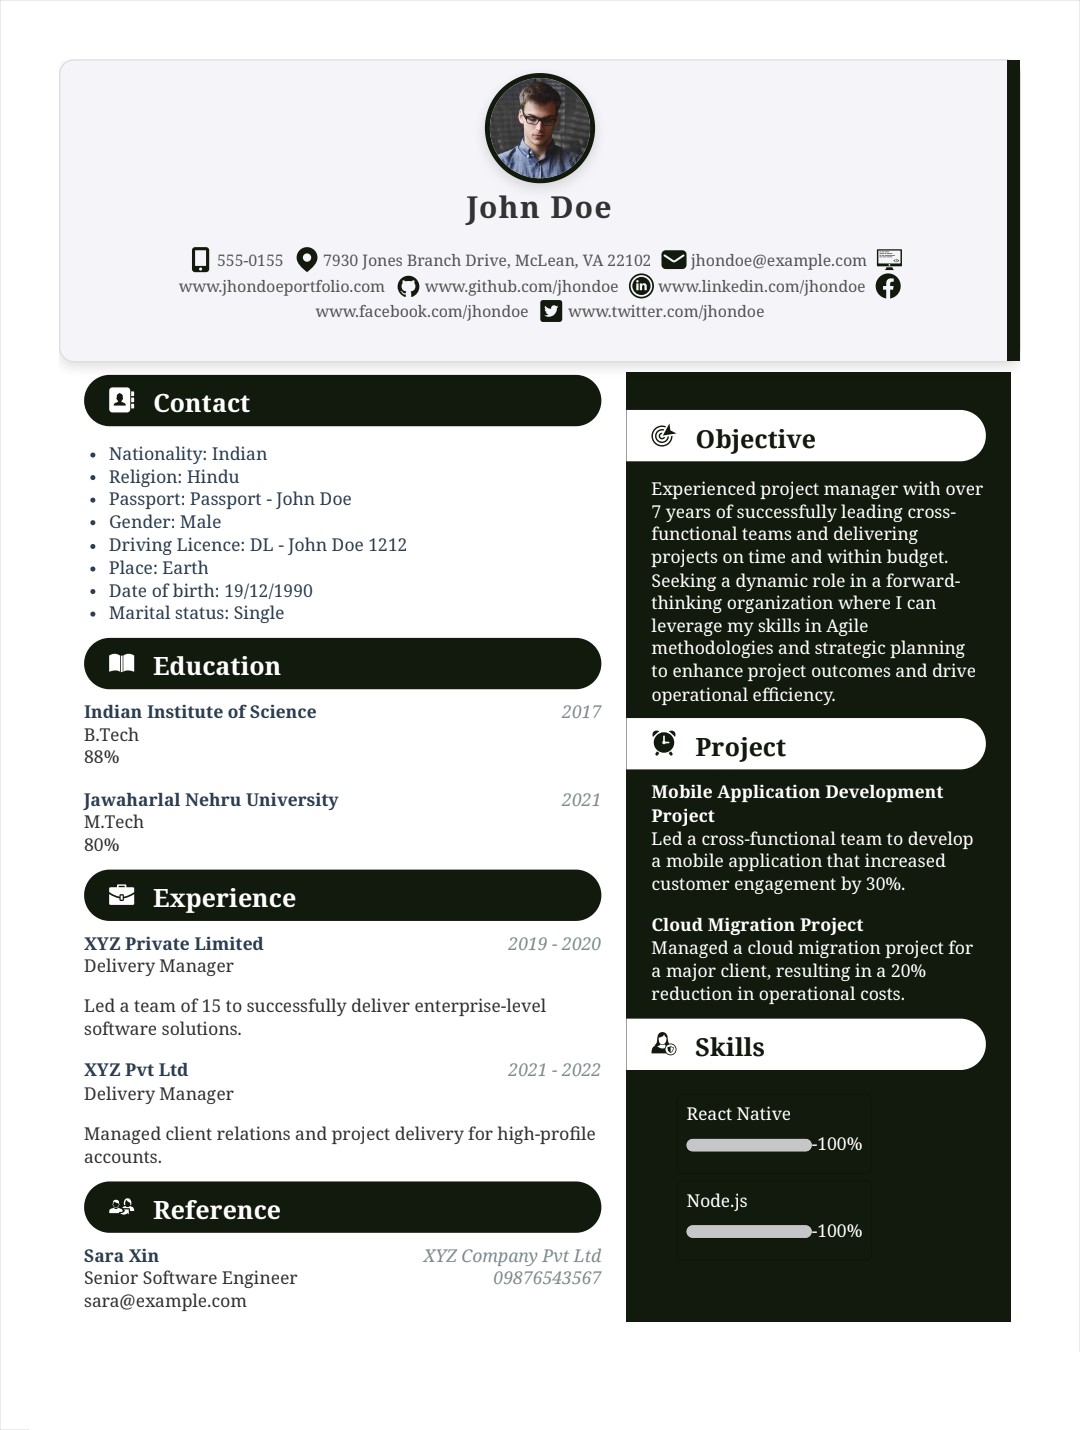 John Doe
555-0155 7930 Jones Branch Drive, McLean, VA 22102 jhondoe@example.com
www.jhondoeportfolio.com www.github.com/jhondoe www.linkedin.com/jhondoe
www.facebook.com/jhondoe www.twitter.com/jhondoe
Contact
• Nationality: Indian
• Religion: Hindu
• Passport: Passport - John Doe
• Gender: Male
• Driving Licence: DL - John Doe 1212
• Place: Earth
• Date of birth: 19/12/1990
• Marital status: Single
Education
Indian Institute of Science 2017
B.Tech
88%
Jawaharlal Nehru University 2021
M.Tech
80%
Experience
XYZ Private Limited 2019 - 2020
Delivery Manager
Led a team of 15 to successfully deliver enterprise-level
software solutions.
XYZ Pvt Ltd 2021 - 2022
Delivery Manager
Managed client relations and project delivery for high-profile
accounts.
Reference
Sara Xin XYZ Company Pvt Ltd
Senior Software Engineer 09876543567
sara@example.com
Objective
Experienced project manager with over
7 years of successfully leading cross-
functional teams and delivering
projects on time and within budget.
Seeking a dynamic role in a forward-
thinking organization where I can
leverage my skills in Agile
methodologies and strategic planning
to enhance project outcomes and drive
operational efficiency.
Project
Mobile Application Development
Project
Led a cross-functional team to develop
a mobile application that increased
customer engagement by 30%.
Cloud Migration Project
Managed a cloud migration project for
a major client, resulting in a 20%
reduction in operational costs.
Skills
React Native
-100%
Node.js
-100%